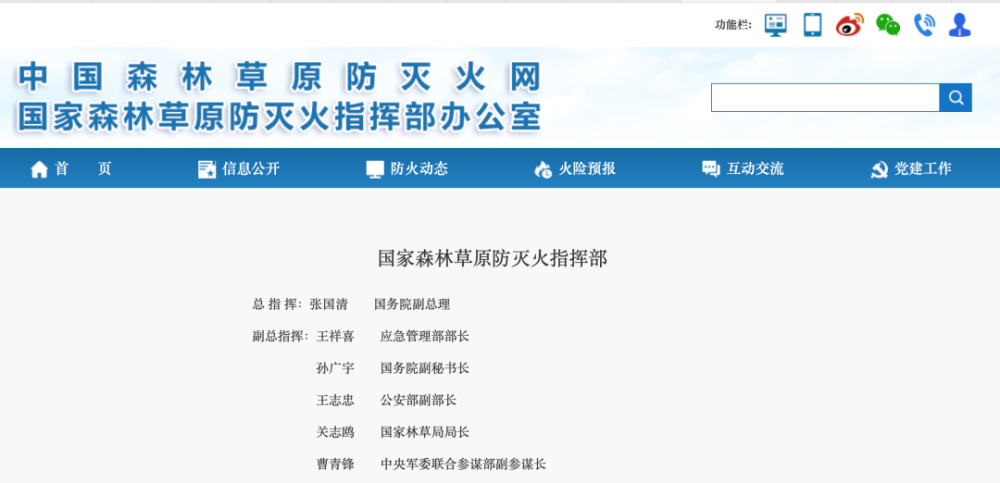 功能栏:
中国森林草原防灭火网
国家森林草原防灭火指挥部办公室
首 页 信息公开 防火动态 火险预报 互动交流 党建工作
国家森林草原防灭火指挥部
总 指 挥: 张国清 国务院副总理
副总指挥: 王祥喜 应急管理部部长
孙广宇 国务院副秘书长
王志忠 公安部副部长
关志鸥 国家林草局局长
曹青锋 中央军委联合参谋部副参谋长